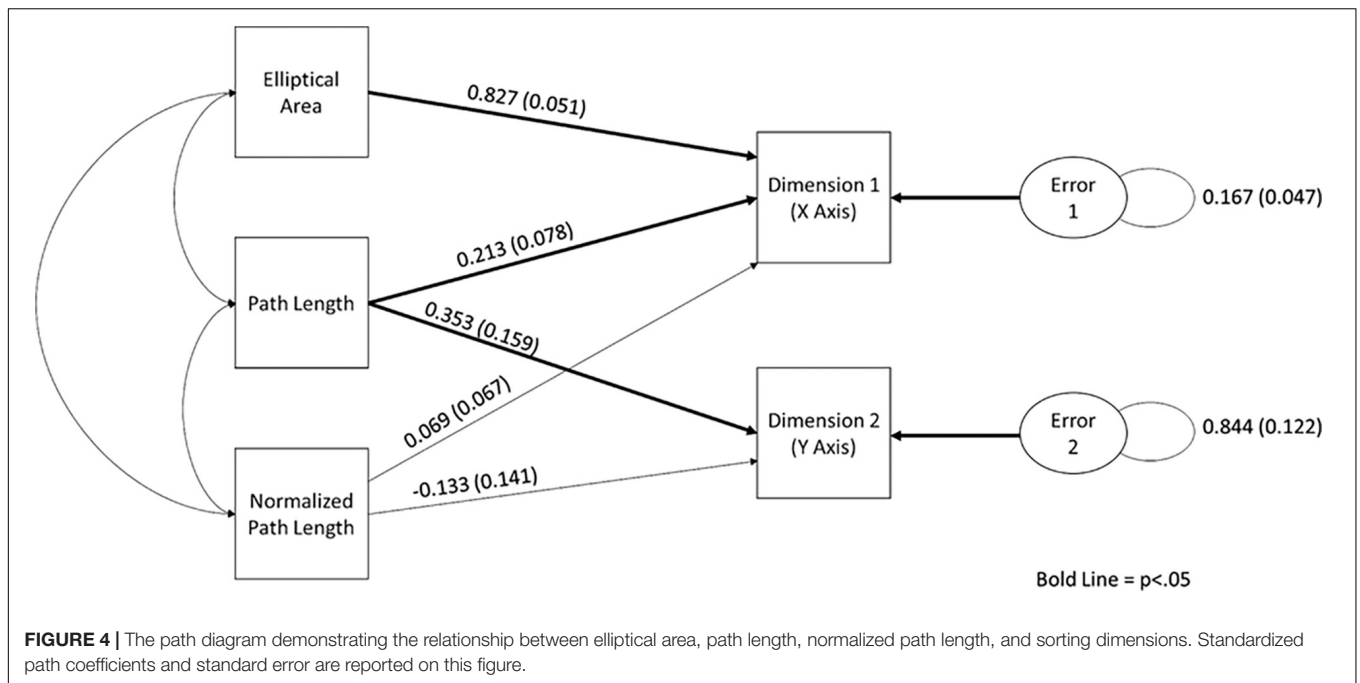 Elliptical
Area
0.827 (0.051)
Dimension 1
(X Axis)
Error
1
0.167 (0.047)
Path Length
0.213 (0.078)
0.353 (0.159)
0.069 (0.067)
Dimension 2
(Y Axis)
Error
2
0.844 (0.122)
Normalized
Path Length
-0.133 (0.141)
Bold Line = p<.05
FIGURE 4 | The path diagram demonstrating the relationship between elliptical area, path length, normalized path length, and sorting dimensions. Standardized
path coefficients and standard error are reported on this figure.